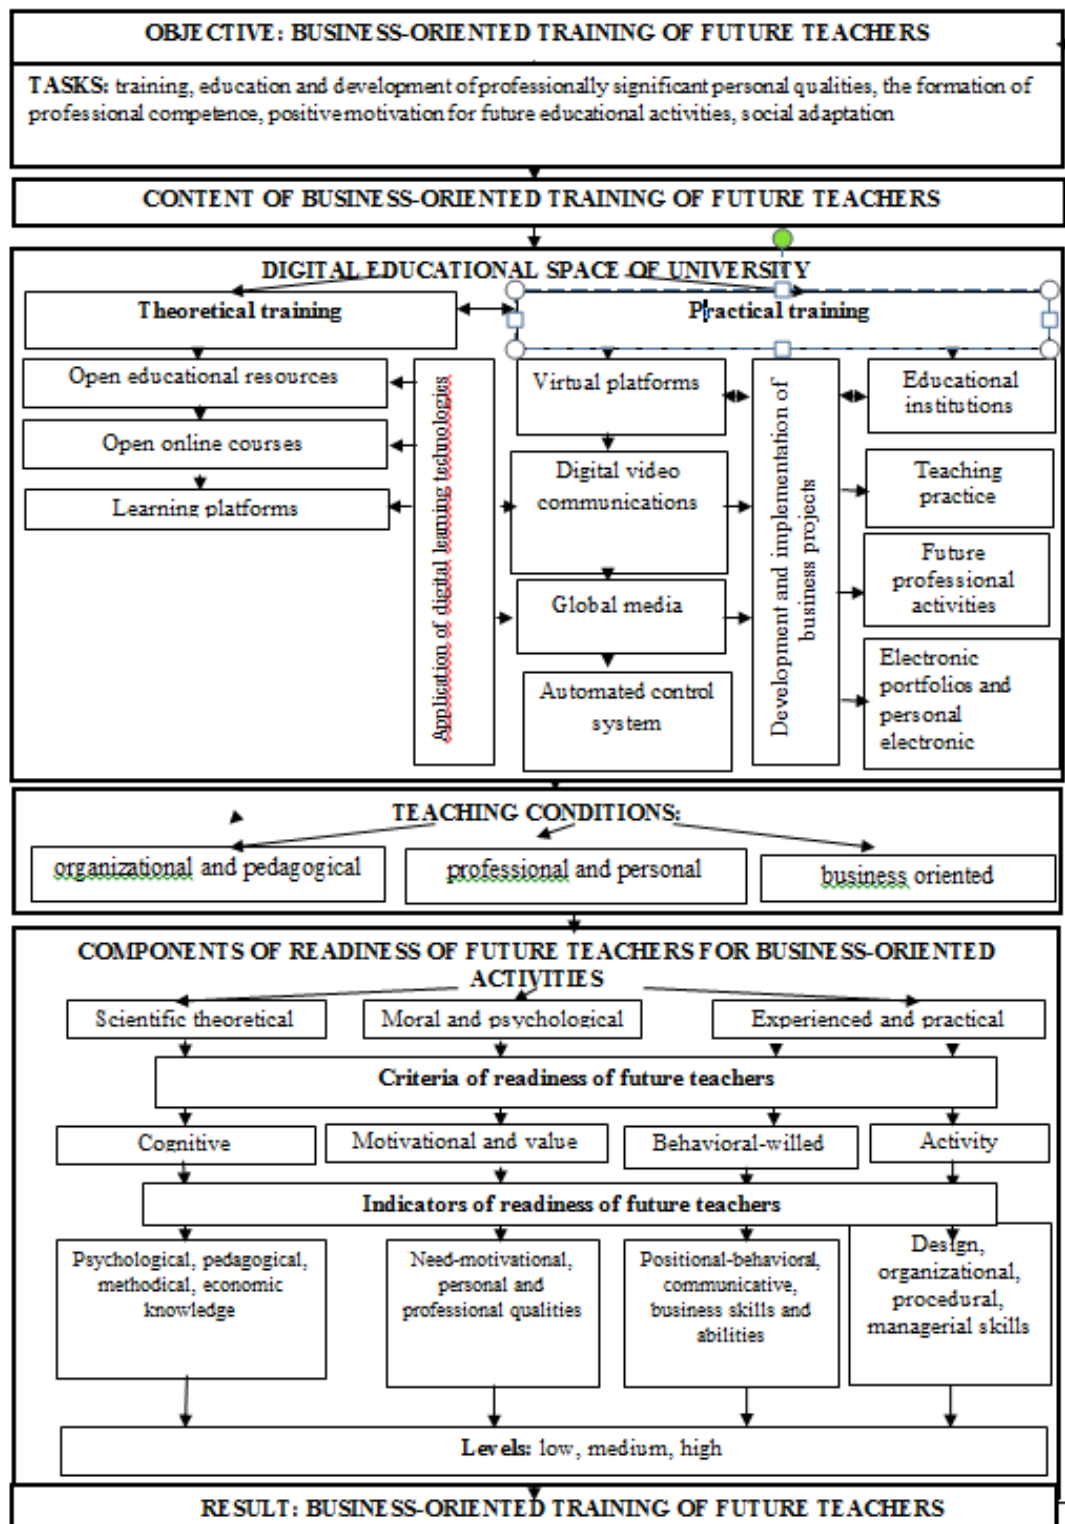 OBJECTIVE: BUSINESS-ORIENTED TRAINING OF FUTURE TEACHERS
TASKS: training, education and development of professionally significant personal qualities, the formation of
professional competence, positive motivation for future educational activities, social adaptation
CONTENT OF BUSINESS-ORIENTED TRAINING OF FUTURE TEACHERS
DIGITAL EDUCATIONAL SPACE OF UNIVERSITY
Theoretical training
Practical training
Open educational resources
Open online courses
Learning platforms
Application of digital learning technologies
Virtual platforms
Digital video
communications
Global media
Automated control
system
Development and implementation of
business projects
Educational
institutions
Teaching
practice
Future
professional
activities
Electronic
portfolios and
personal
electronic
TEACHING CONDITIONS:
organizational and pedagogical
professional and personal
business oriented
COMPONENTS OF READINESS OF FUTURE TEACHERS FOR BUSINESS-ORIENTED
ACTIVITIES
Scientific theoretical
Moral and psychological
Experienced and practical
Criteria of readiness of future teachers
Cognitive
Motivational and value
Behavioral-willed
Activity
Indicators of readiness of future teachers
Psychological, pedagogical,
methodical, economic
knowledge
Need-motivational,
personal and
professional qualities
Positional-behavioral,
communicative,
business skills and
abilities
Design,
organizational,
procedural,
managerial skills
Levels: low, medium, high
RESULT: BUSINESS-ORIENTED TRAINING OF FUTURE TEACHERS